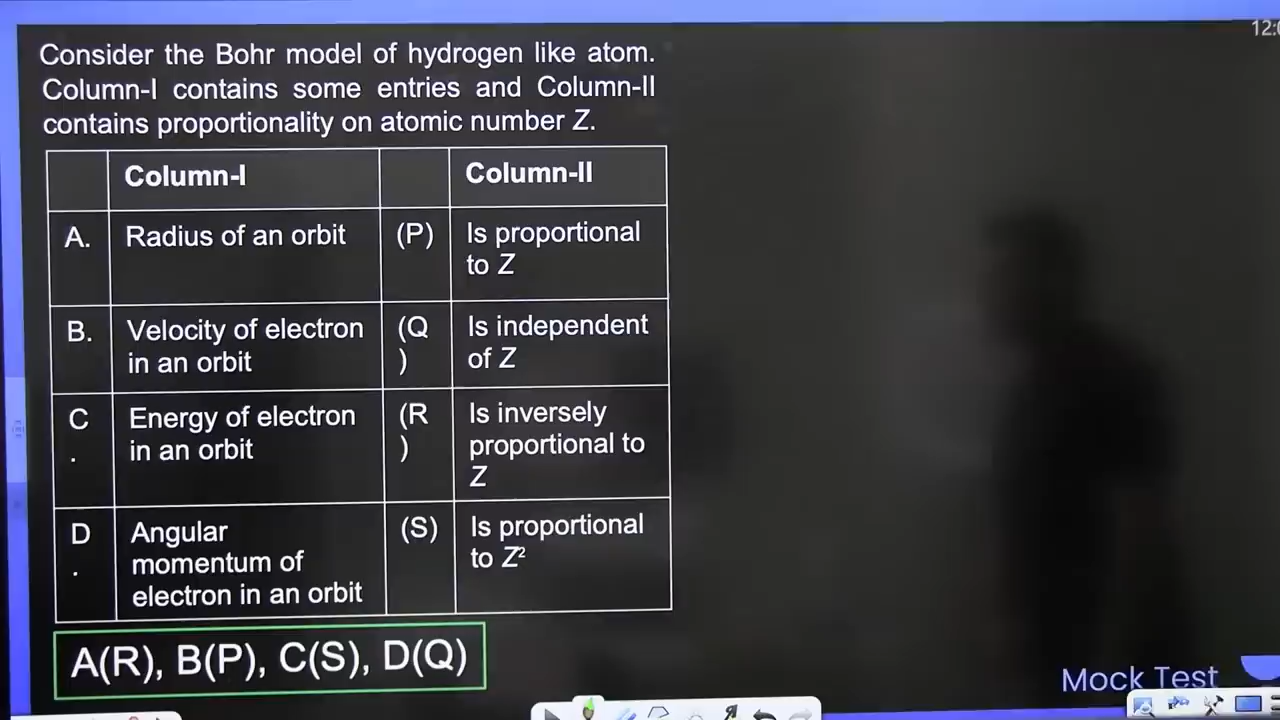 12:0
Consider the Bohr model of hydrogen like atom.
Column-I contains some entries and Column-II
contains proportionality on atomic number Z.
Column-I Column-II
A. Radius of an orbit (P) Is proportional
to Z
B. Velocity of electron (Q Is independent
in an orbit ) of Z
C Energy of electron (R Is inversely
. in an orbit ) proportional to
Z
D Angular (S) Is proportional
. momentum of to Z²
electron in an orbit
A(R), B(P), C(S), D(Q)
Mock Test